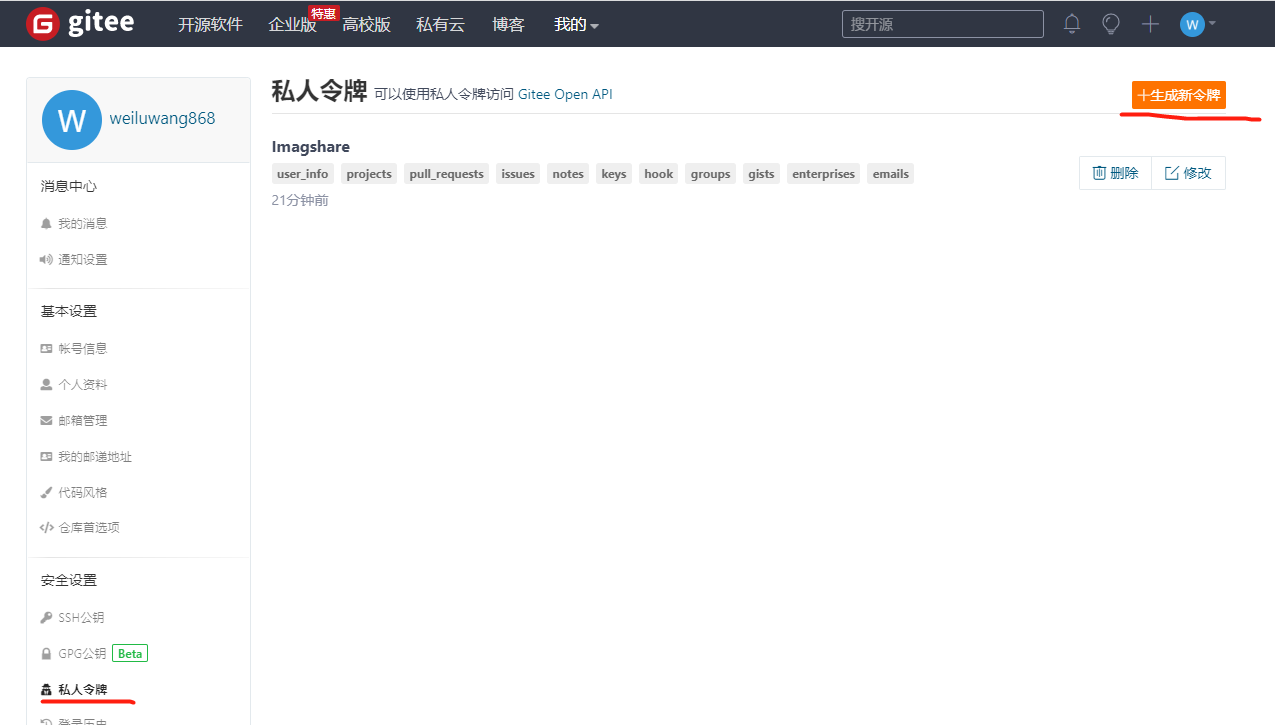 gitee 开源软件 企业版 特惠 高校版 私有云 博客 我的 搜开源 W
W weiluwang868
消息中心
我的消息
通知设置
基本设置
帐号信息
个人资料
邮箱管理
我的邮递地址
代码风格
仓库首选项
安全设置
SSH公钥
GPG公钥 Beta
私人令牌
登录历史
私人令牌 可以使用私人令牌访问 Gitee Open API
+生成新令牌
Imagshare
user_info projects pull_requests issues notes keys hook groups gists enterprises emails
删除 修改
21分钟前